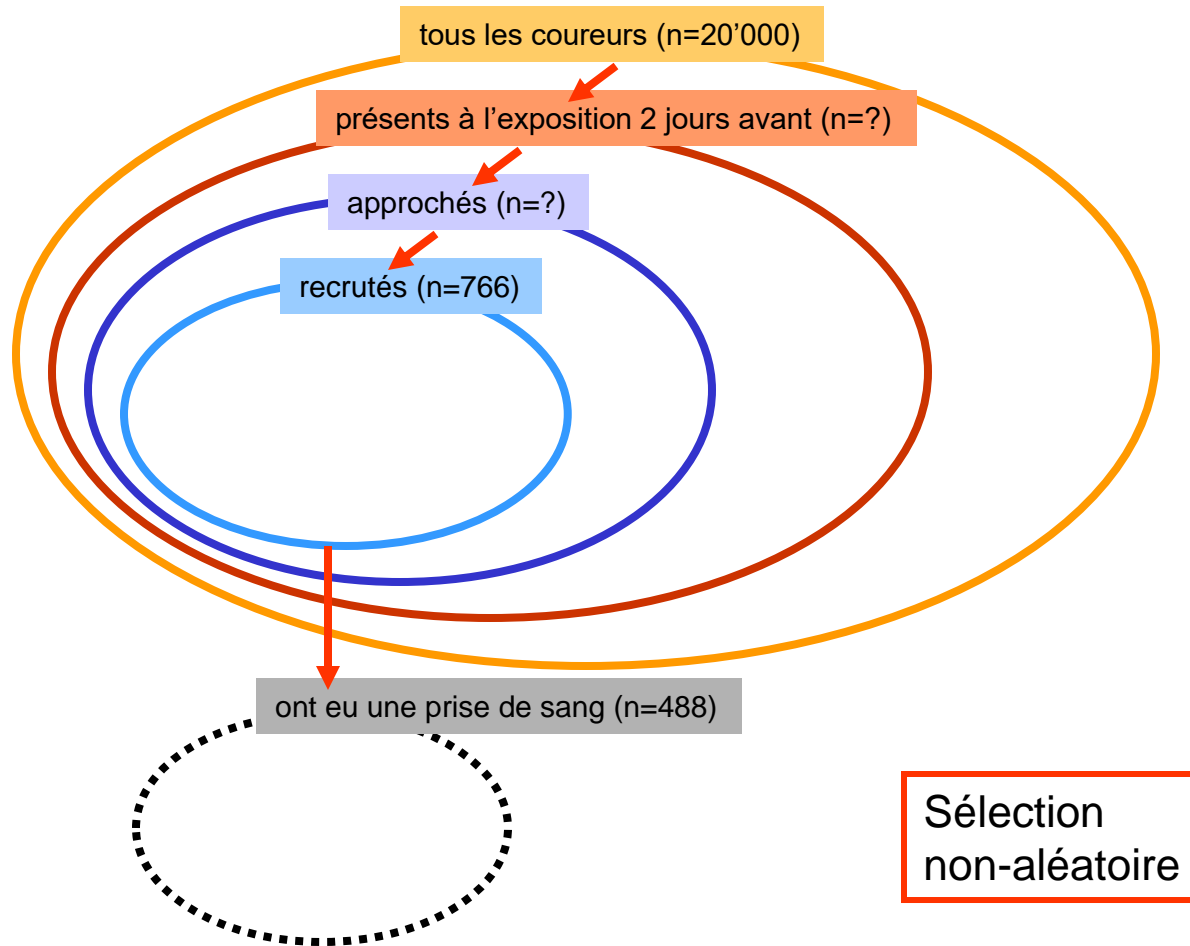 tous les coureurs (n=20’000)
présents à l’exposition 2 jours avant (n=?)
approchés (n=?)
recrutés (n=766)
ont eu une prise de sang (n=488)
Sélection
non-aléatoire